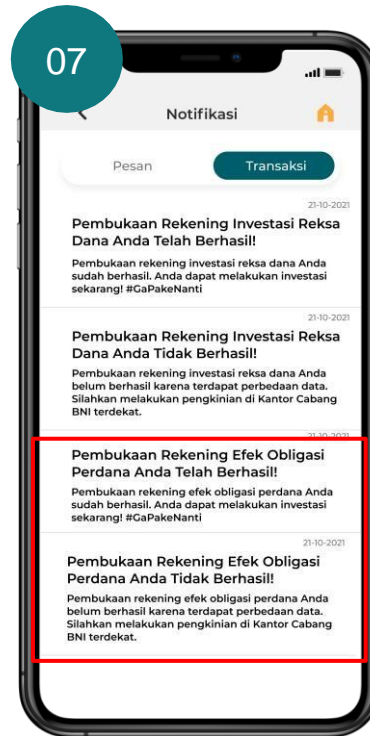 07
Notifikasi
Pesan
Transaksi
21-10-2021
Pembukaan Rekening Investasi Reksa
Dana Anda Telah Berhasil!
Pembukaan rekening investasi reksa dana Anda
sudah berhasil. Anda dapat melakukan investasi
sekarang! #GaPakeNanti
21-10-2021
Pembukaan Rekening Investasi Reksa
Dana Anda Tidak Berhasil!
Pembukaan rekening investasi reksa dana Anda
belum berhasil karena terdapat perbedaan data.
Silahkan melakukan pengkinian di Kantor Cabang
BNI terdekat.
21-10-2021
Pembukaan Rekening Efek Obligasi
Perdana Anda Telah Berhasil!
Pembukaan rekening efek obligasi perdana Anda
sudah berhasil. Anda dapat melakukan investasi
sekarang! #GaPakeNanti
21-10-2021
Pembukaan Rekening Efek Obligasi
Perdana Anda Tidak Berhasil!
Pembukaan rekening efek obligasi perdana Anda
belum berhasil karena terdapat perbedaan data.
Silahkan melakukan pengkinian di Kantor Cabang
BNI terdekat.